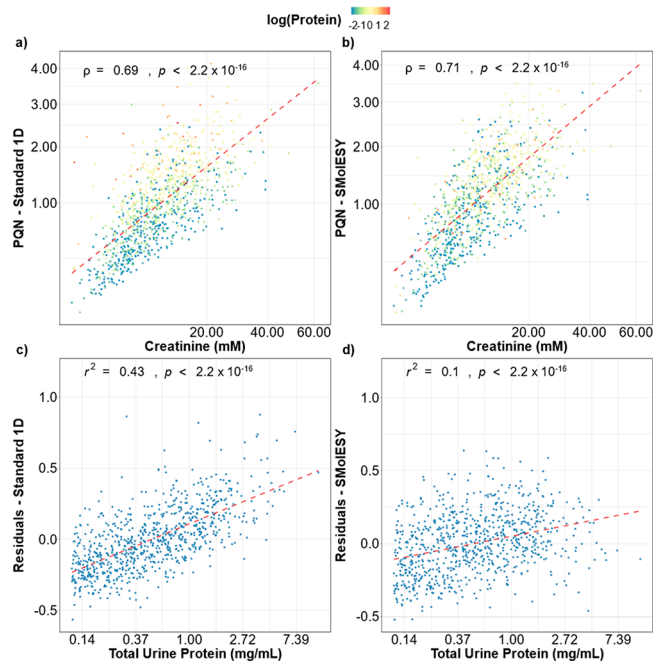 log(Protein)
-2-10 1 2
a)
ρ = 0.69 , p < 2.2 x 10-16
4.00
3.00
2.00
1.00
PQN - Standard 1D
20.00 40.00 60.00
Creatinine (mM)
b)
ρ = 0.71 , p < 2.2 x 10-16
4.00
3.00
2.00
1.00
PQN - SMolESY
20.00 40.00 60.00
Creatinine (mM)
c)
r2 = 0.43 , p < 2.2 x 10-16
1.0
0.5
0.0
-0.5
Residuals - Standard 1D
0.14 0.37 1.00 2.72 7.39
Total Urine Protein (mg/mL)
d)
r2 = 0.1 , p < 2.2 x 10-16
1.0
0.5
0.0
-0.5
Residuals - SMolESY
0.14 0.37 1.00 2.72 7.39
Total Urine Protein (mg/mL)